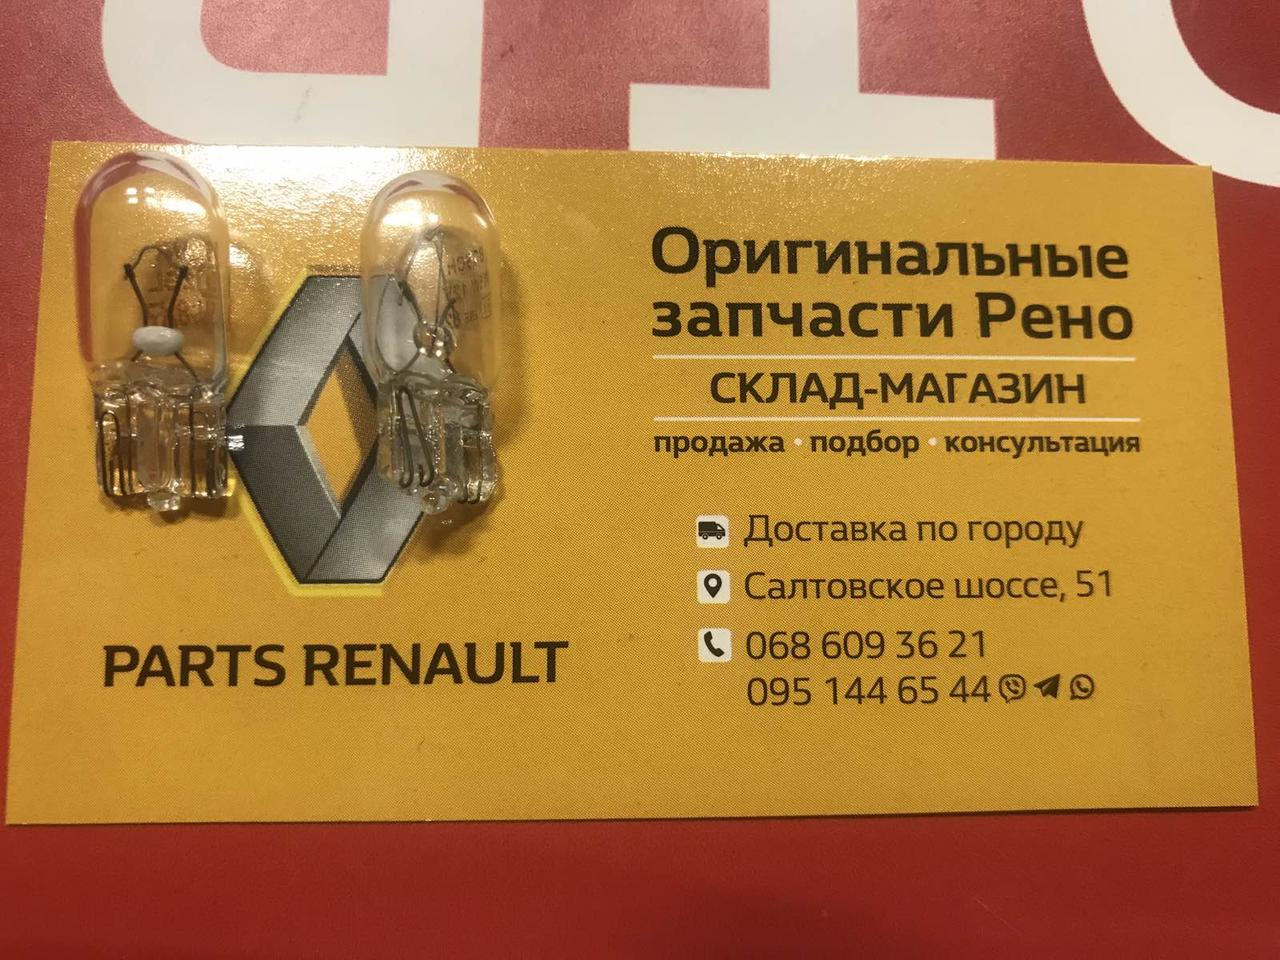 Оригинальные
запчасти Рено
СКЛАД-МАГАЗИН
продажа • подбор • консультация
Доставка по городу
Салтовское шоссе, 51
068 609 36 21
095 144 65 44
PARTS RENAULT